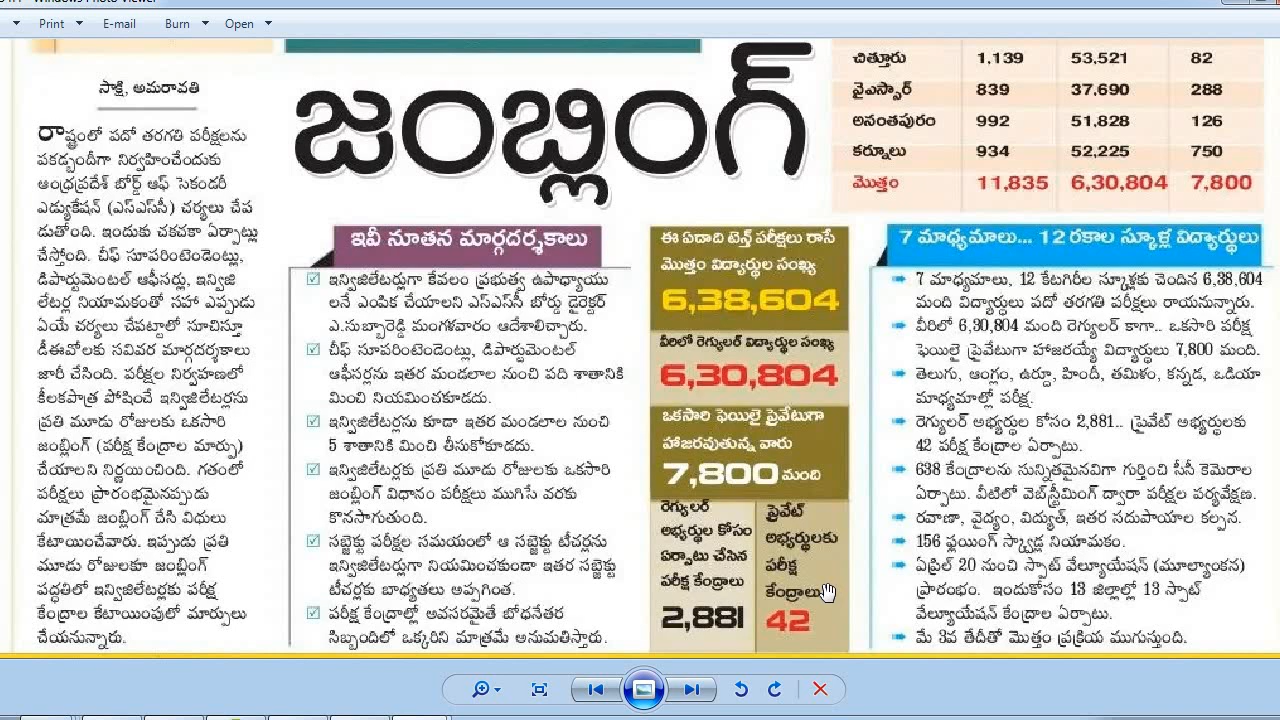 Print
E-mail
Burn
Open
సాక్షి, అమరావతి
రాష్ట్రంలో పదో తరగతి పరీక్షలను
పకడ్బందీగా నిర్వహించేందుకు
ఆంధ్రప్రదేశ్ బోర్డ్ ఆఫ్ సెకండరీ
ఎడ్యుకేషన్ (ఎస్ఎస్‌సీ) చర్యలు చేప
డుతోంది. ఇందుకు చకచకా ఏర్పాట్లు
చేస్తోంది. చీఫ్ సూపరింటెండెంట్లు,
డిపార్టుమెంటల్ ఆఫీసర్లు, ఇన్విజి
లేటర్ల నియామకంతో సహా ఎప్పుడు
ఏయే చర్యలు చేపట్టాలో సూచిస్తూ
డీఈవోలకు సవివర మార్గదర్శకాలు
జారీ చేసింది. పరీక్షల నిర్వహణలో
కీలకపాత్ర పోషించే ఇన్విజిలేటర్లను
ప్రతి మూడు రోజులకు ఒకసారి
జంబ్లింగ్ (పరీక్ష కేంద్రాల మార్పు)
చేయాలని నిర్ణయించింది. గతంలో
పరీక్షలు ప్రారంభమైనప్పుడు
మాత్రమే జంబ్లింగ్ చేసి విధులు
కేటాయించేవారు. ఇప్పుడు ప్రతి
మూడు రోజులకూ జంబ్లింగ్
పద్ధతిలో ఇన్విజిలేటర్లకు పరీక్ష
కేంద్రాల కేటాయింపులో మార్పులు
చేయనున్నారు.
జంబ్లింగ్
ఇవీ నూతన మార్గదర్శకాలు
ఇన్విజిలేటర్లుగా కేవలం ప్రభుత్వ ఉపాధ్యాయు
లనే ఎంపిక చేయాలని ఎస్ఎస్‌సీ బోర్డు డైరెక్టర్
ఎ.సుబ్బారెడ్డి మంగళవారం ఆదేశాలిచ్చారు.
చీఫ్ సూపరింటెండెంట్లు, డిపార్టుమెంటల్
ఆఫీసర్లను ఇతర మండలాల నుంచి పది శాతానికి
మించి నియమించకూడదు.
ఇన్విజిలేటర్లను కూడా ఇతర మండలాల నుంచి
5 శాతానికి మించి తీసుకోకూడదు.
ఇన్విజిలేటర్లకు ప్రతి మూడు రోజులకు ఒకసారి
జంబ్లింగ్ విధానం పరీక్షలు ముగిసే వరకు
కొనసాగుతుంది.
సబ్జెక్టు పరీక్షల సమయంలో ఆ సబ్జెక్టు టీచర్లను
ఇన్విజిలేటర్లుగా నియమించకుండా ఇతర సబ్జెక్టు
టీచర్లకు బాధ్యతలు అప్పగింత.
పరీక్ష కేంద్రాల్లో అవసరమైతే బోధనేతర
సిబ్బందిలో ఒక్కరిని మాత్రమే అనుమతిస్తారు.
ఈ ఏడాది టెన్త్ పరీక్షలు రాసే
మొత్తం విద్యార్థుల సంఖ్య
6,38,604
వీరిలో రెగ్యులర్ విద్యార్థుల సంఖ్య
6,30,804
ఒకసారి ఫెయిలై ప్రైవేటుగా
హాజరవుతున్న వారు
7,800 మంది
రెగ్యులర్
అభ్యర్థుల కోసం
ఏర్పాటు చేసిన
పరీక్ష కేంద్రాలు
2,881
ప్రైవేట్
అభ్యర్థులకు
పరీక్ష
కేంద్రాలు
42
చిత్తూరు 1,139 53,521 82
వైఎస్సార్ 839 37,690 288
అనంతపురం 992 51,828 126
కర్నూలు 934 52,225 750
మొత్తం 11,835 6,30,804 7,800
7 మాధ్యమాలు... 12 రకాల స్కూళ్ల విద్యార్థులు
7 మాధ్యమాలు, 12 కేటగిరీల స్కూళ్లకు చెందిన 6,38,604
మంది విద్యార్థులు పదో తరగతి పరీక్షలు రాయనున్నారు.
వీరిలో 6,30,804 మంది రెగ్యులర్ కాగా.. ఒకసారి పరీక్ష
ఫెయిలై ప్రైవేటుగా హాజరయ్యే విద్యార్థులు 7,800 మంది.
తెలుగు, ఆంగ్లం, ఉర్దూ, హిందీ, తమిళం, కన్నడ, ఒడియా
మాధ్యమాల్లో పరీక్ష.
రెగ్యులర్ అభ్యర్థుల కోసం 2,881.. ప్రైవేట్ అభ్యర్థులకు
42 పరీక్ష కేంద్రాల ఏర్పాటు.
638 కేంద్రాలను సున్నితమైనవిగా గుర్తించి సీసీ కెమెరాల
ఏర్పాటు. వీటిలో వెబ్‌స్ట్రీమింగ్ ద్వారా పరీక్షల పర్యవేక్షణ.
రవాణా, వైద్యం, విద్యుత్, ఇతర సదుపాయాల కల్పన.
156 ఫ్లయింగ్ స్క్వాడ్ల నియామకం.
ఏప్రిల్ 20 నుంచి స్పాట్ వేల్యూయేషన్ (మూల్యాంకన)
ప్రారంభం. ఇందుకోసం 13 జిల్లాల్లో 13 స్పాట్
వేల్యూయేషన్ కేంద్రాల ఏర్పాటు.
మే 3వ తేదీతో మొత్తం ప్రక్రియ ముగుస్తుంది.